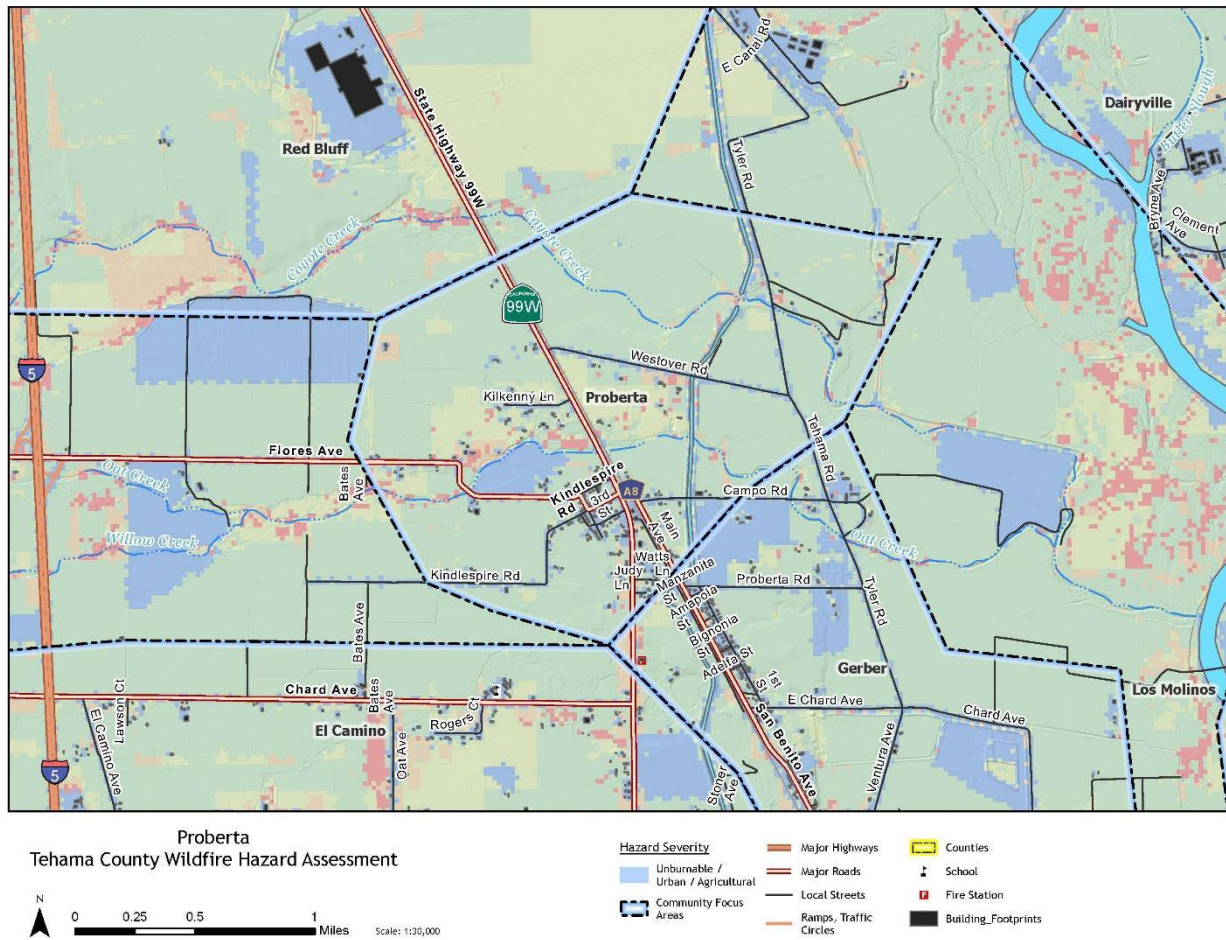 E Canal Rd
Dairyville
Butler Slough
State Highway 99W
Red Bluff
Tyler Rd
Bryne Ave
Clement
Ave
Coyote Creek
Coyote Creek
CALIFORNIA
99W
5
Westover Rd
Proberta
Kilkenny Ln
Tehama Rd
Flores Ave
Oat Creek
Bates
Ave
Kindlespire
Rd
3rd
St
A8
Campo Rd
Main
Ave
Oat Creek
Willow Creek
Watts
Ln
Judy
Ln
Kindlespire Rd
Manzanita
St
Proberta Rd
Amapola
St
Tyler Rd
Bignonia
St
Bates Ave
Adelfa St
Gerber
1st
St
Los Molinos
Chard Ave
Bates
Ave
Lawson Ct
El Camino Ave
El Camino
Rogers Ct
Oat Ave
E Chard Ave
Chard Ave
San Benito Ave
Ventura Ave
Stoner
Ave
5
Proberta
Tehama County Wildfire Hazard Assessment
N
0 0.25 0.5 1
Miles
Scale: 1:30,000
Hazard Severity
Unburnable /
Urban / Agricultural
Community Focus
Areas
Major Highways
Major Roads
Local Streets
Ramps, Traffic
Circles
Counties
School
F
Fire Station
Building_Footprints